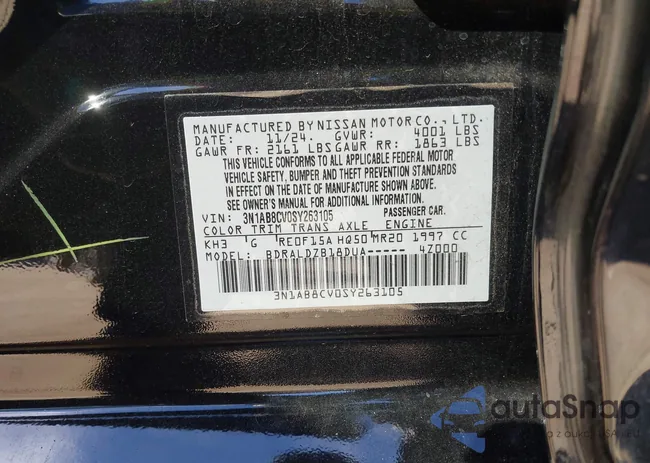 MANUFACTURED BY NISSAN MOTOR CO., LTD.
DATE: 11/24. GVWR: 4001 LBS
GAWR FR: 2161 LBS GAWR RR: 1863 LBS
THIS VEHICLE CONFORMS TO ALL APPLICABLE FEDERAL MOTOR
VEHICLE SAFETY, BUMPER AND THEFT PREVENTION STANDARDS
IN EFFECT ON THE DATE OF MANUFACTURE SHOWN ABOVE.
SEE OWNER'S MANUAL FOR ADDITIONAL INFORMATION.
VIN: 3N1AB8CV0SY263105 PASSENGER CAR.
COLOR TRIM TRANS AXLE, ENGINE
KH3 G RE0F15A HQ50 MR20 1997 CC
MODEL: BDRALDZB18DUA----- 4Z000
3N1AB8CV0SY263105
autoSnap